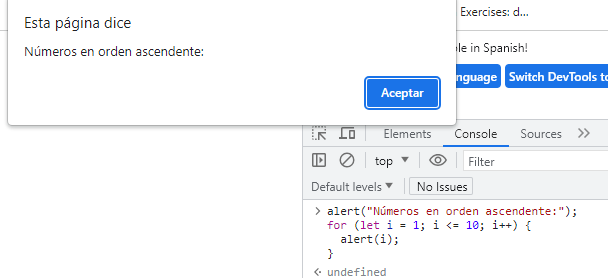 Esta página dice
Números en orden ascendente:
Aceptar
Exercises: d...
le in Spanish!
nguage
Switch DevTools to
Elements Console Sources
top Filter
Default levels No Issues
alert("Números en orden ascendente:");
for (let i = 1; i <= 10; i++) {
alert(i);
}
undefined